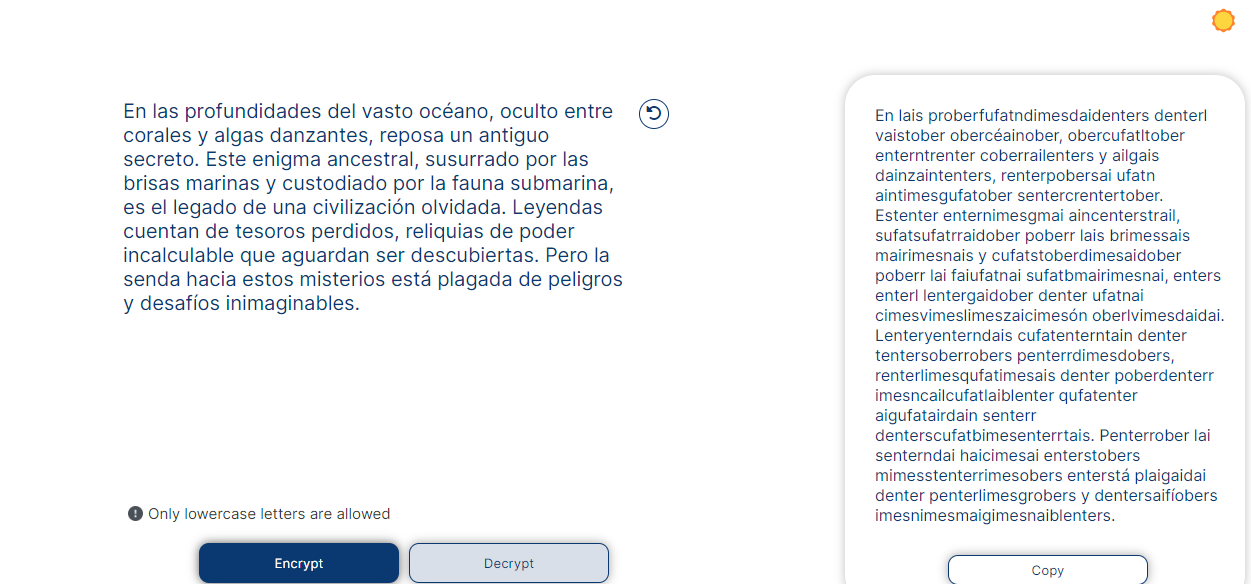 En las profundidades del vasto océano, oculto entre
corales y algas danzantes, reposa un antiguo
secreto. Este enigma ancestral, susurrado por las
brisas marinas y custodiado por la fauna submarina,
es el legado de una civilización olvidada. Leyendas
cuentan de tesoros perdidos, reliquias de poder
incalculable que aguardan ser descubiertas. Pero la
senda hacia estos misterios está plagada de peligros
y desafíos inimaginables.
Only lowercase letters are allowed
Encrypt
Decrypt
En lais proberfufatndimesdaidenters denterl
vaistober obercéainober, obercufatltober
enterntrenter coberrailenters y ailgais
dainzaintenters, renterpobersai ufatn
aintimesgufatober sentercrentertober.
Estenter enternimesgmai aincenterstrail,
sufatsufatrraidober poberr lais brimessais
mairimesnais y cufatstoberdimesaidober
poberr lai faiufatnai sufatbmairimesnai, enters
enterl lentergaidober denter ufatnai
cimesvimeslimeszaicimesón oberlvimesdaidai.
Lenteryenterndais cufatenterntain denter
tentersoberrobers penterrdimesdobers,
renterlimesqufatimesais denter poberdenterr
imesncailcufatlaiblenter qufatenter
aigufatairdain senterr
denterscufatbimesenterrtais. Penterrober lai
senterndai haicimesai enterstobers
mimesstenterrimesobers enterstá plaigaidai
denter penterlimesgrobers y dentersaifíobers
imesnimesmaigimesnaiblenters.
Copy